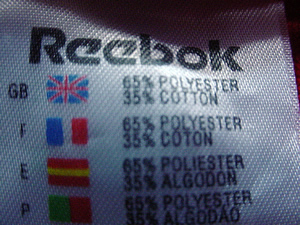 Reebok
GB 65% POLYESTER
35% COTTON
F 65% POLYESTER
35% COTON
E 65% POLIESTER
35% ALGODON
P 65% POLYESTER
35% ALGODAO